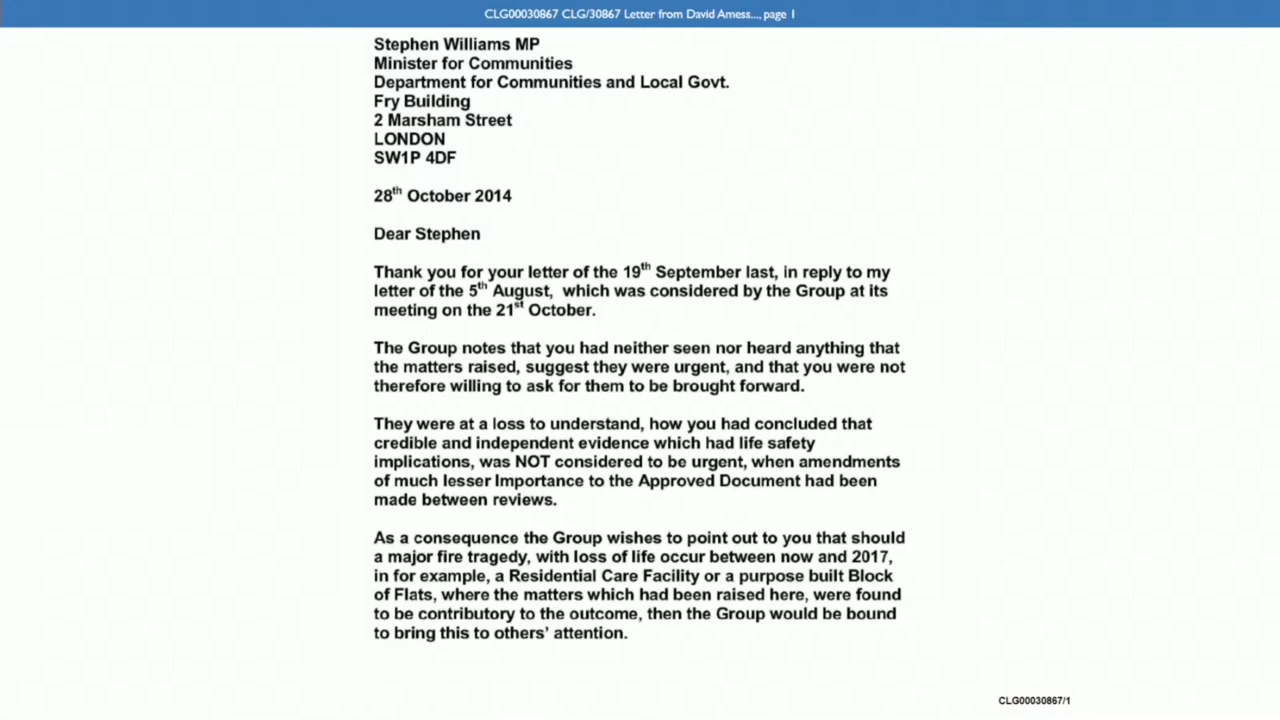 CLG00030867 CLG/30867 Letter from David Amess..., page 1
Stephen Williams MP
Minister for Communities
Department for Communities and Local Govt.
Fry Building
2 Marsham Street
LONDON
SW1P 4DF
28th October 2014
Dear Stephen
Thank you for your letter of the 19th September last, in reply to my
letter of the 5th August, which was considered by the Group at its
meeting on the 21st October.
The Group notes that you had neither seen nor heard anything that
the matters raised, suggest they were urgent, and that you were not
therefore willing to ask for them to be brought forward.
They were at a loss to understand, how you had concluded that
credible and independent evidence which had life safety
implications, was NOT considered to be urgent, when amendments
of much lesser Importance to the Approved Document had been
made between reviews.
As a consequence the Group wishes to point out to you that should
a major fire tragedy, with loss of life occur between now and 2017,
in for example, a Residential Care Facility or a purpose built Block
of Flats, where the matters which had been raised here, were found
to be contributory to the outcome, then the Group would be bound
to bring this to others’ attention.
CLG00030867/1